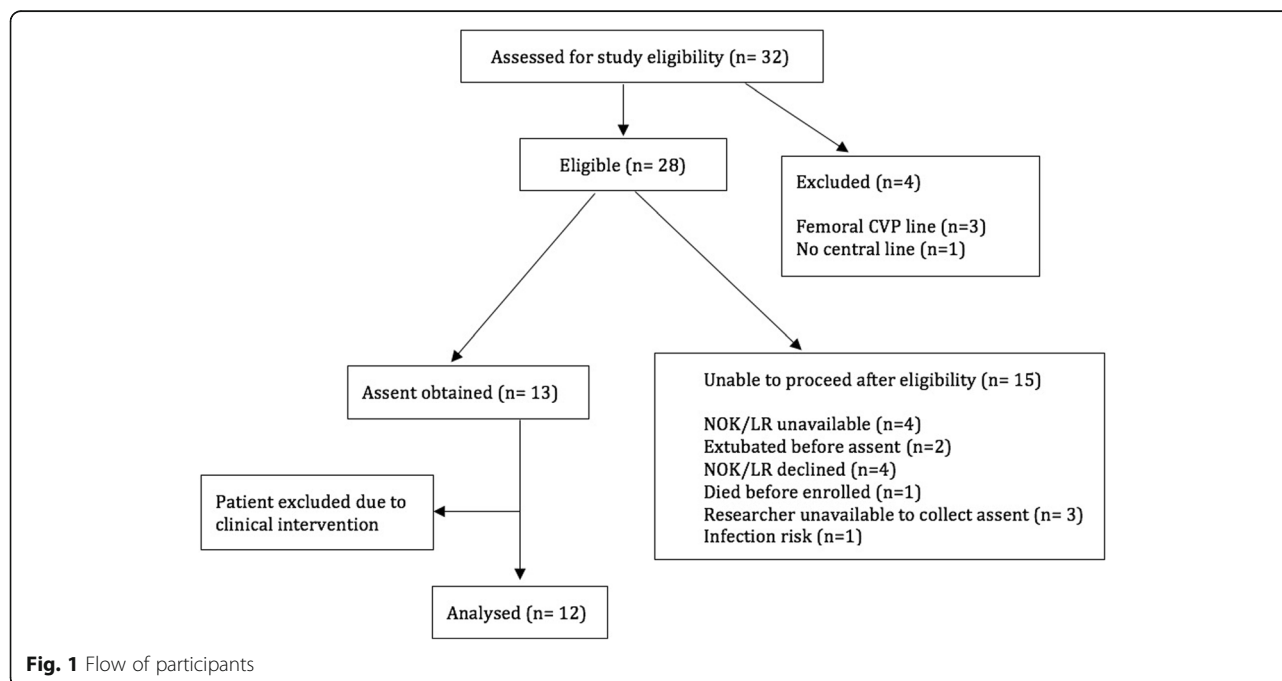 Assessed for study eligibility (n= 32)
Eligible (n= 28)
Excluded (n=4)
Femoral CVP line (n=3)
No central line (n=1)
Assent obtained (n= 13)
Unable to proceed after eligibility (n= 15)
NOK/LR unavailable (n=4)
Extubated before assent (n=2)
NOK/LR declined (n=4)
Died before enrolled (n=1)
Researcher unavailable to collect assent (n= 3)
Infection risk (n=1)
Patient excluded due to
clinical intervention
Analysed (n= 12)
Fig. 1 Flow of participants